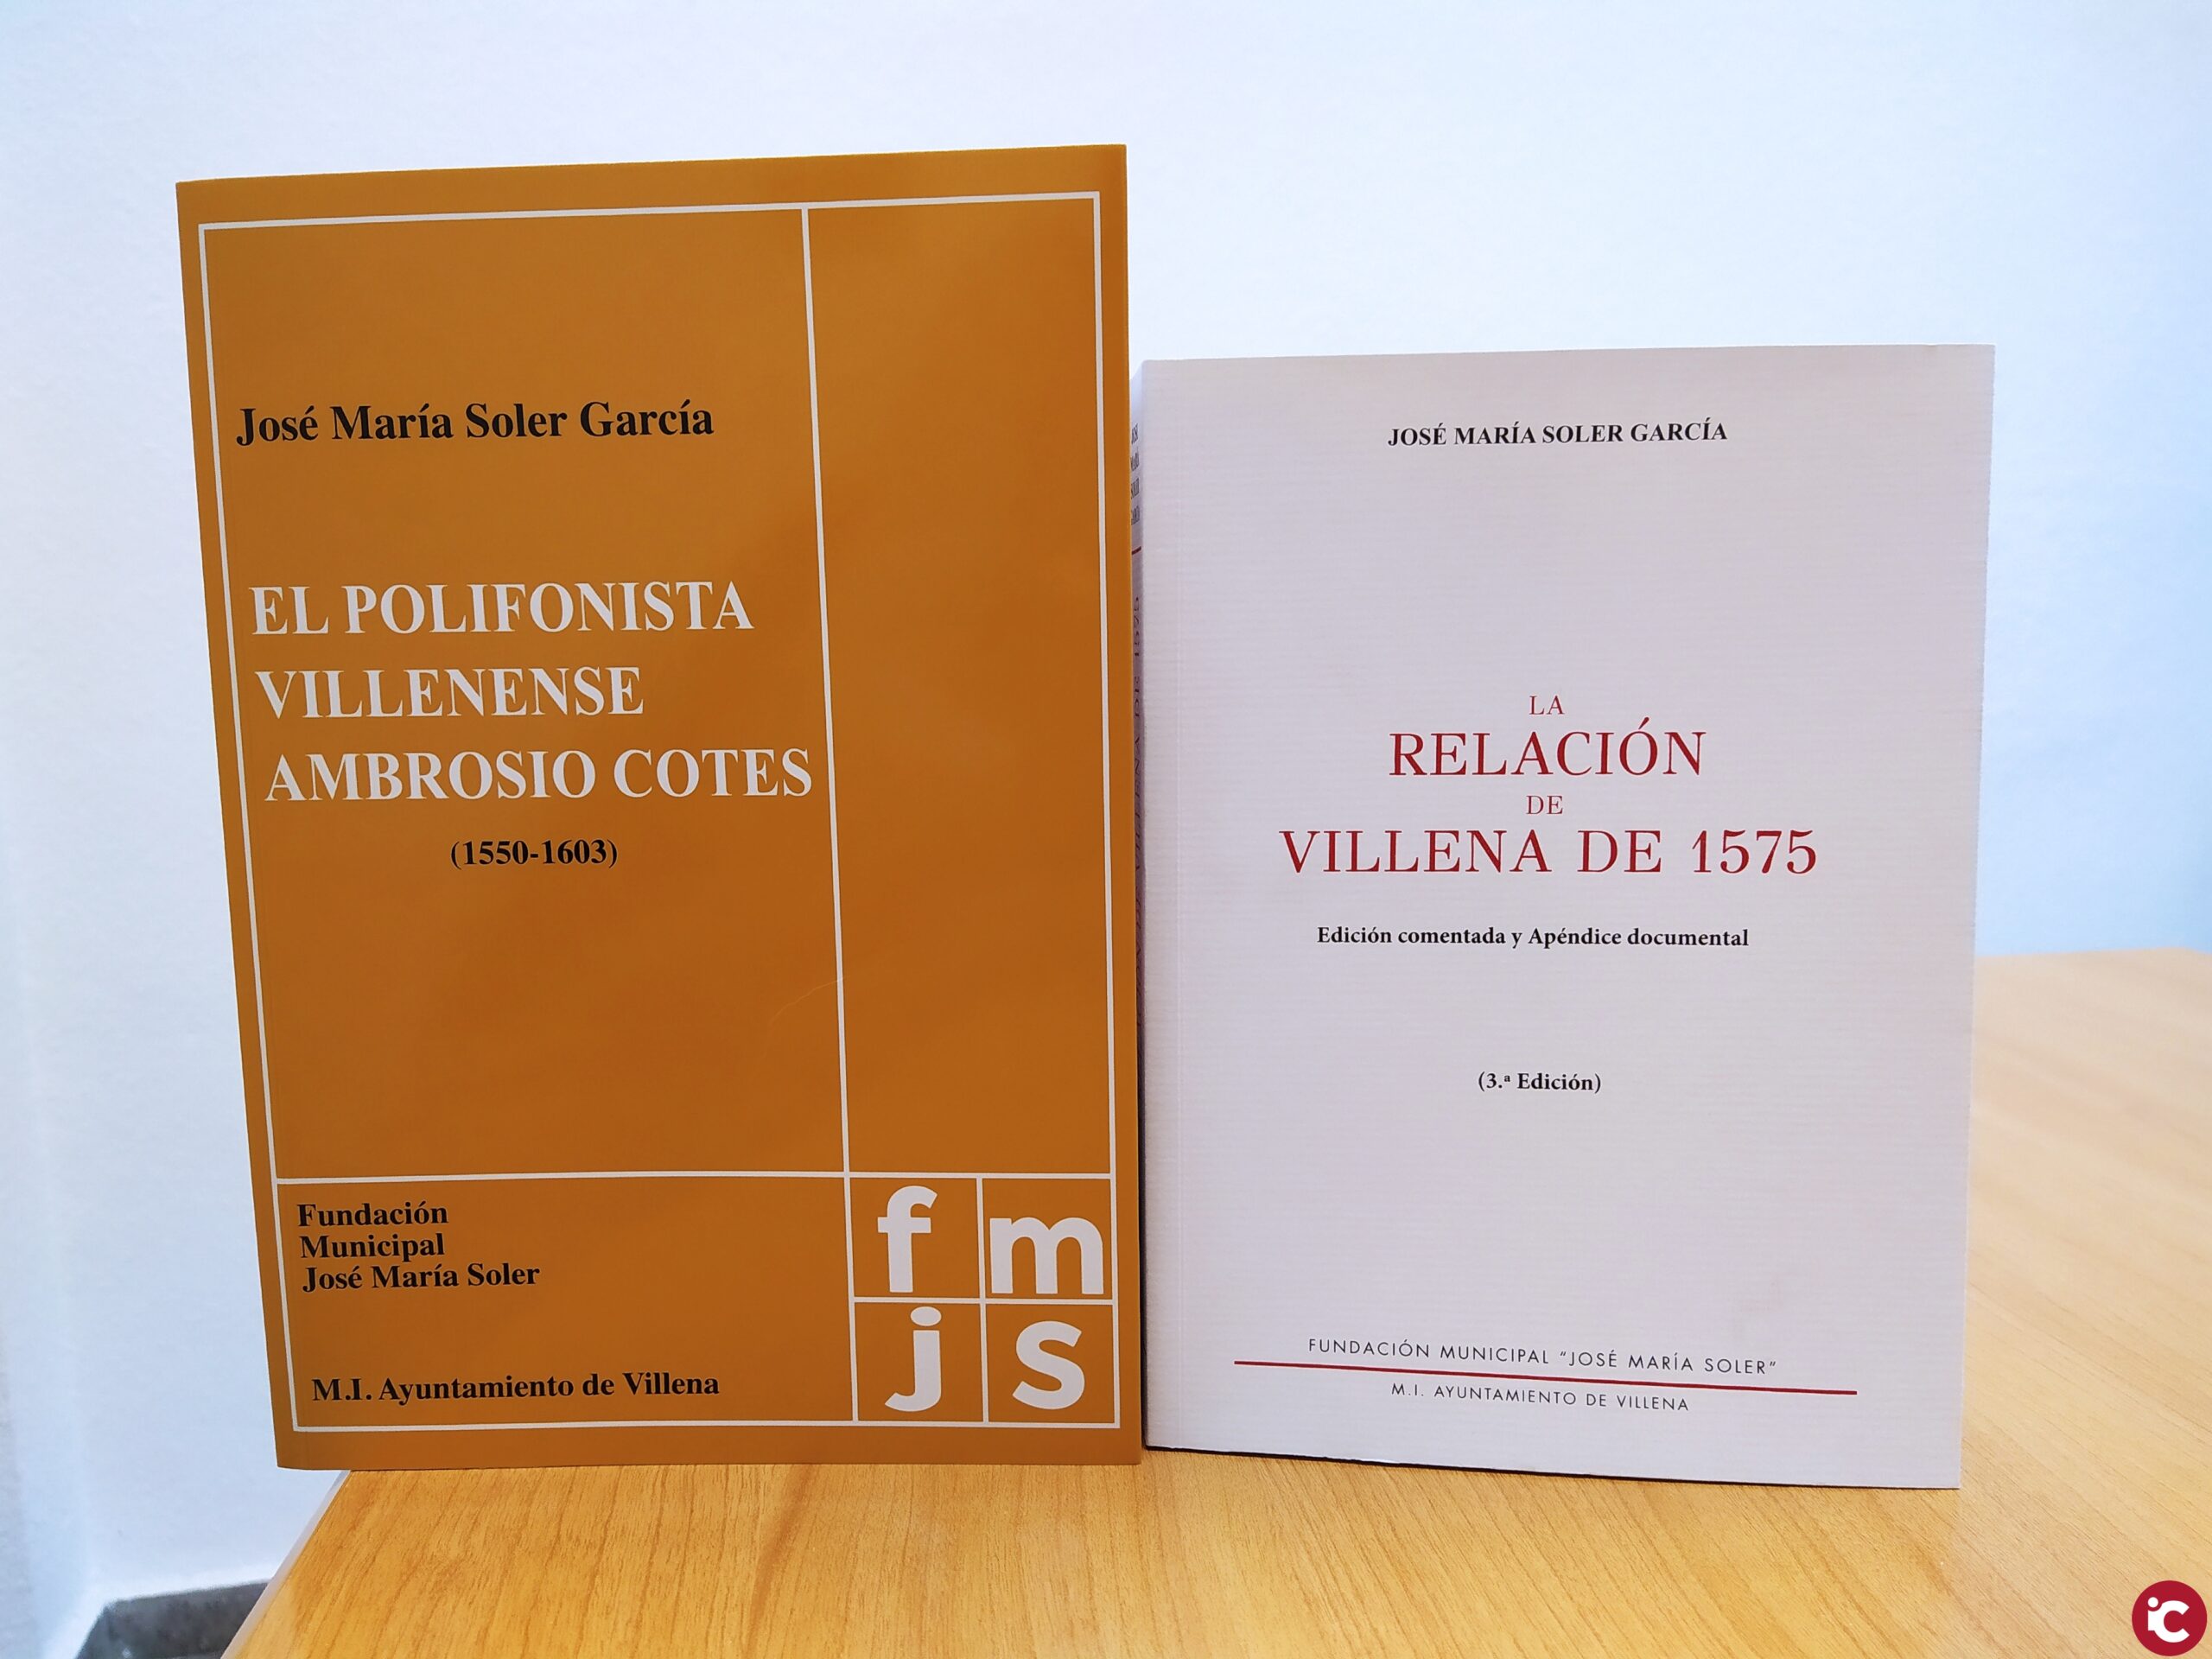 José María Soler García
EL POLIFONISTA
VILLENENSE
AMBROSIO COTES
(1550-1603)
Fundación
Municipal
José María Soler
M.I. Ayuntamiento de Villena
f m
j s
JOSÉ MARÍA SOLER GARCÍA
LA
RELACIÓN
DE
VILLENA DE 1575
Edición comentada y Apéndice documental
(3.ª Edición)
FUNDACIÓN MUNICIPAL "JOSÉ MARÍA SOLER"
M.I. AYUNTAMIENTO DE VILLENA
iC